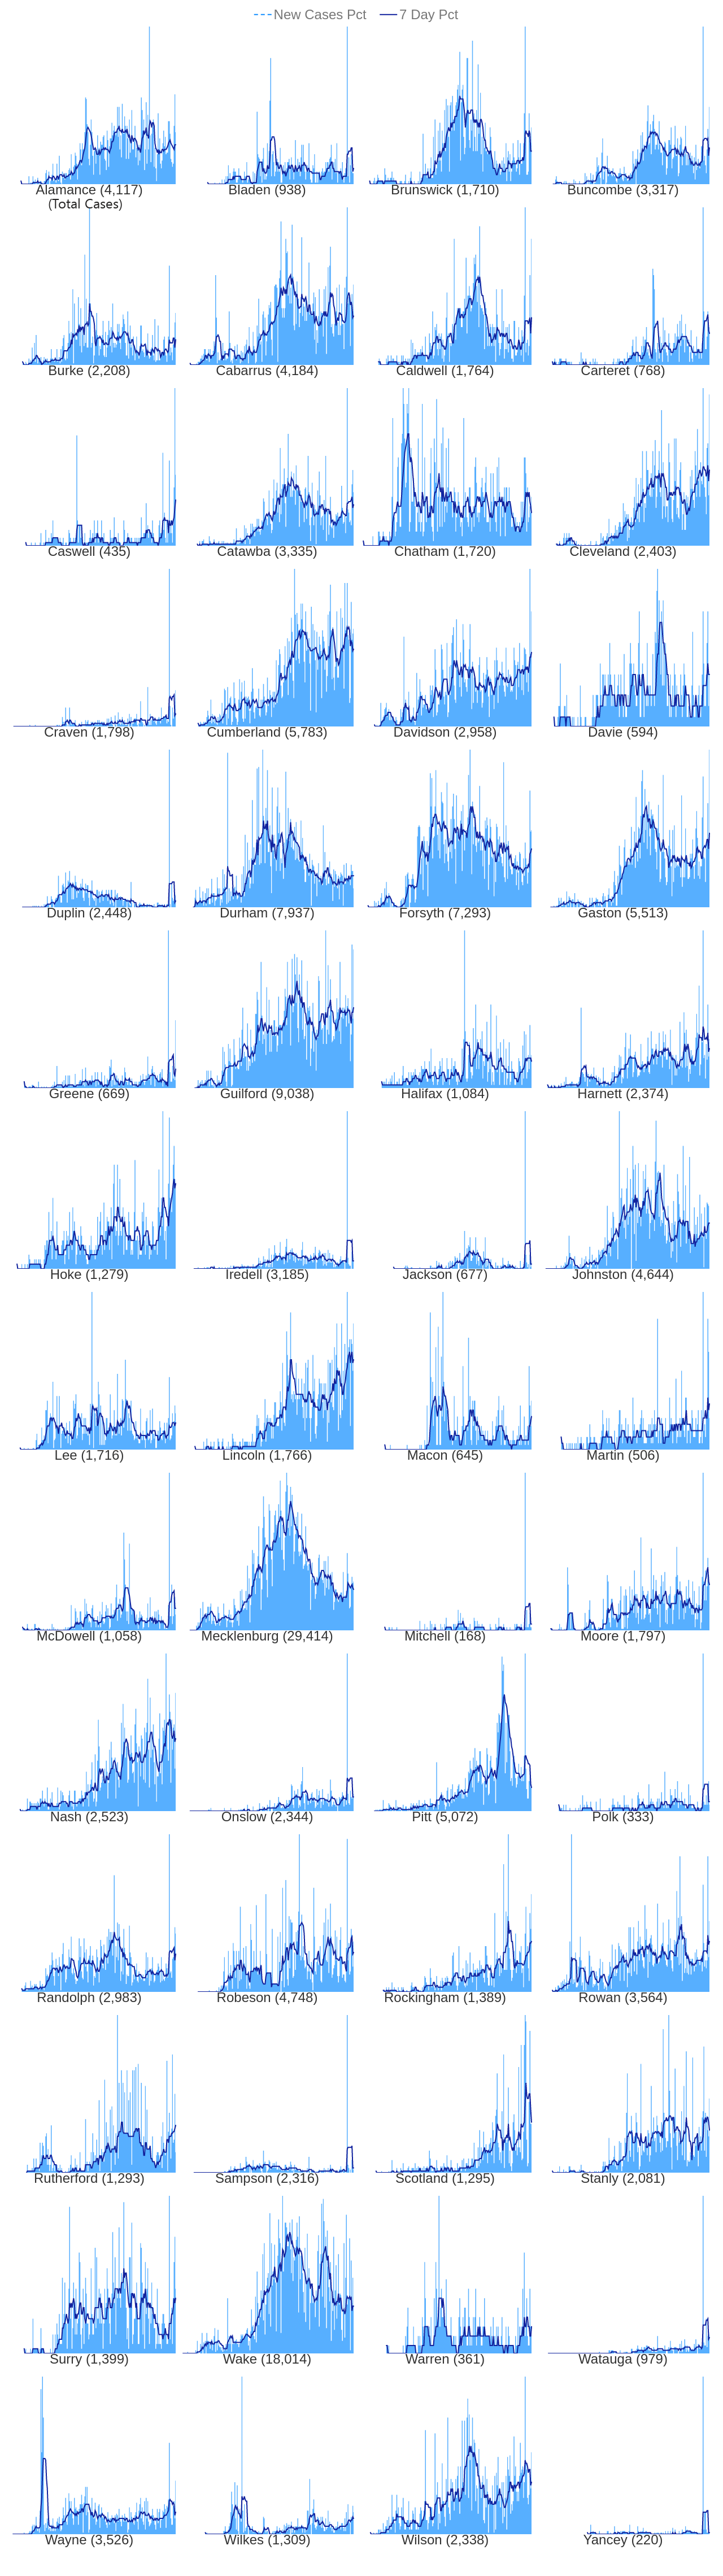 New Cases Pct 7 Day Pct
Alamance (4,117) Bladen (938) Brunswick (1,710) Buncombe (3,317)
(Total Cases)
Burke (2,208) Cabarrus (4,184) Caldwell (1,764) Carteret (768)
Caswell (435) Catawba (3,335) Chatham (1,720) Cleveland (2,403)
Craven (1,798) Cumberland (5,783) Davidson (2,958) Davie (594)
Duplin (2,448) Durham (7,937) Forsyth (7,293) Gaston (5,513)
Greene (669) Guilford (9,038) Halifax (1,084) Harnett (2,374)
Hoke (1,279) Iredell (3,185) Jackson (677) Johnston (4,644)
Lee (1,716) Lincoln (1,766) Macon (645) Martin (506)
McDowell (1,058) Mecklenburg (29,414) Mitchell (168) Moore (1,797)
Nash (2,523) Onslow (2,344) Pitt (5,072) Polk (333)
Randolph (2,983) Robeson (4,748) Rockingham (1,389) Rowan (3,564)
Rutherford (1,293) Sampson (2,316) Scotland (1,295) Stanly (2,081)
Surry (1,399) Wake (18,014) Warren (361) Watauga (979)
Wayne (3,526) Wilkes (1,309) Wilson (2,338) Yancey (220)